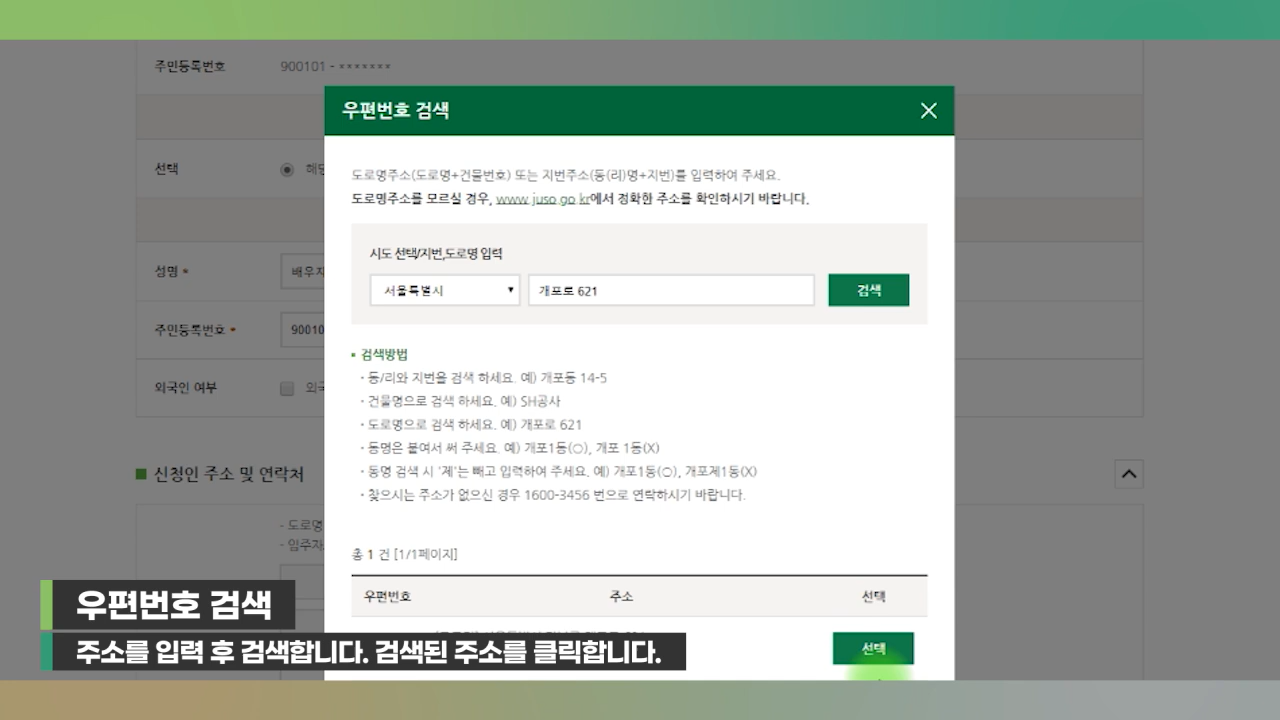 주민등록번호 900101 - *******
우편번호 검색
선택
도로명주소(도로명+건물번호) 또는 지번주소(동(리)명+지번)를 입력하여 주세요.
도로명주소를 모르실 경우, www.juso.go.kr에서 정확한 주소를 확인하시기 바랍니다.
시도 선택/지번,도로명 입력
성명 *
서울특별시 ▼ 개포로 621 검색
주민등록번호 * 90010
▪ 검색방법
· 동/리와 지번을 검색 하세요. 예) 개포동 14-5
외국인 여부
· 건물명으로 검색 하세요. 예) SH공사
· 도로명으로 검색 하세요. 예) 개포로 621
· 동명은 붙여서 써 주세요. 예) 개포1동(○), 개포 1동(X)
· 동명 검색 시 '제'는 빼고 입력하여 주세요. 예) 개포1동(○), 개포제1동(X)
· 찾으시는 주소가 없으신 경우 1600-3456 번으로 연락하시기 바랍니다.
■ 신청인 주소 및 연락처
- 도로명
총 1 건 [1/1페이지]
우편번호 주소 선택
선택
우편번호 검색
주소를 입력 후 검색합니다. 검색된 주소를 클릭합니다.